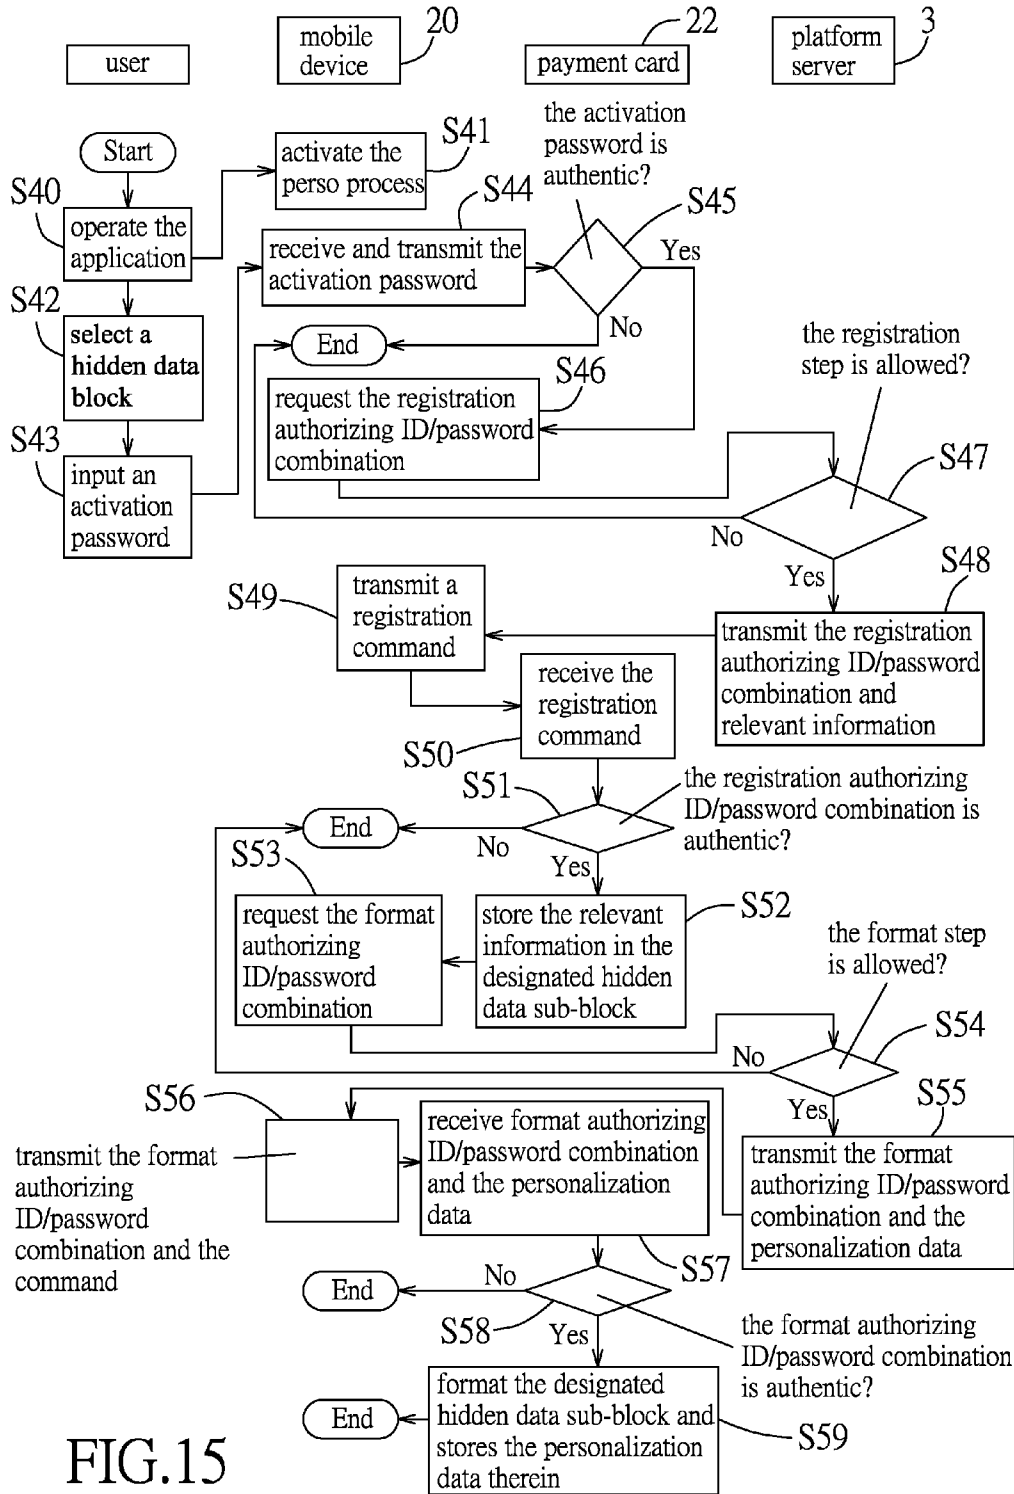 user
mobile
device
20
payment card
22
platform
server
3
Start
activate the
perso process
S41
the activation
password is
authentic?
S40
operate the
application
S44
receive and transmit the
activation password
S45
Yes
No
S42
select a
hidden data
block
End
S46
request the registration
authorizing ID/password
combination
the registration
step is allowed?
S43
input an
activation
password
S47
No
Yes
S49
transmit a
registration
command
S48
transmit the registration
authorizing ID/password
combination and
relevant information
receive the
registration
command
S50
S51
the registration authorizing
ID/password combination is
authentic?
End
No
Yes
S53
request the format
authorizing
ID/password
combination
store the relevant
information in the
designated hidden
data sub-block
S52
the format step
is allowed?
S54
No
Yes
S56
transmit the format
authorizing
ID/password
combination and the
command
receive format authorizing
ID/password combination
and the personalization
data
S55
transmit the format
authorizing ID/password
combination and the
personalization data
S57
End
No
S58
Yes
the format authorizing
ID/password combination
is authentic?
End
format the designated
hidden data sub-block and
stores the personalization
data therein
S59
FIG.15